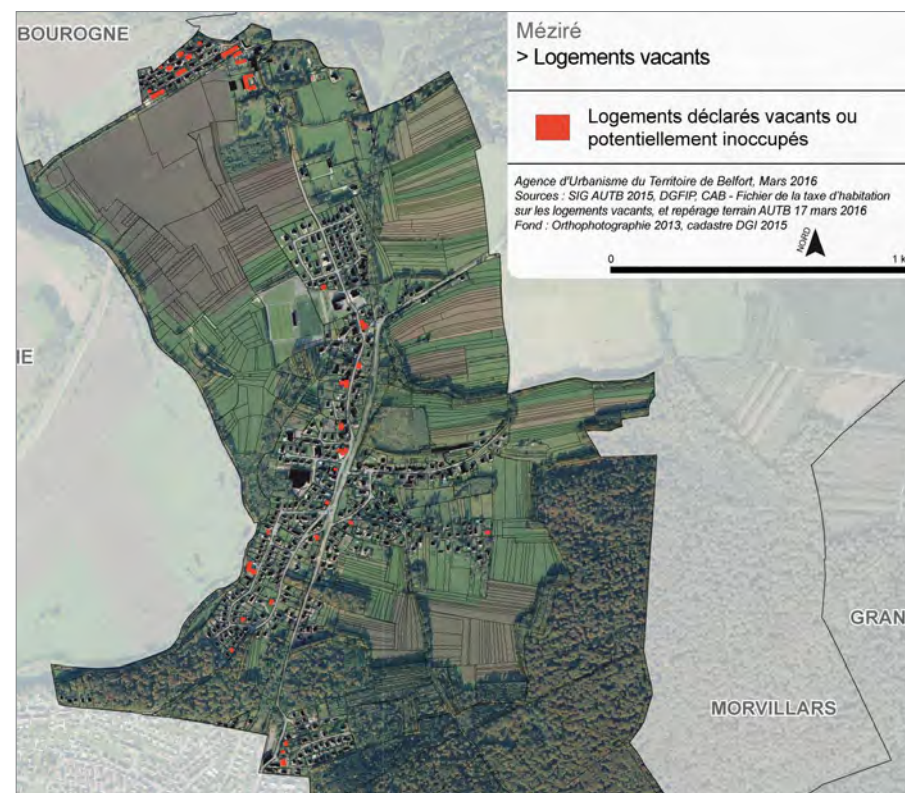 BOUROGNE
Méziré
> Logements vacants
Logements déclarés vacants ou
potentiellement inoccupés
Agence d'Urbanisme du Territoire de Belfort, Mars 2016
Sources : SIG AUTB 2015, DGFIP, CAB - Fichier de la taxe d'habitation
sur les logements vacants, et repérage terrain AUTB 17 mars 2016
Fond : Orthophotographie 2013, cadastre DGI 2015
NORD
0 1 k
IE
GRAN
MORVILLARS